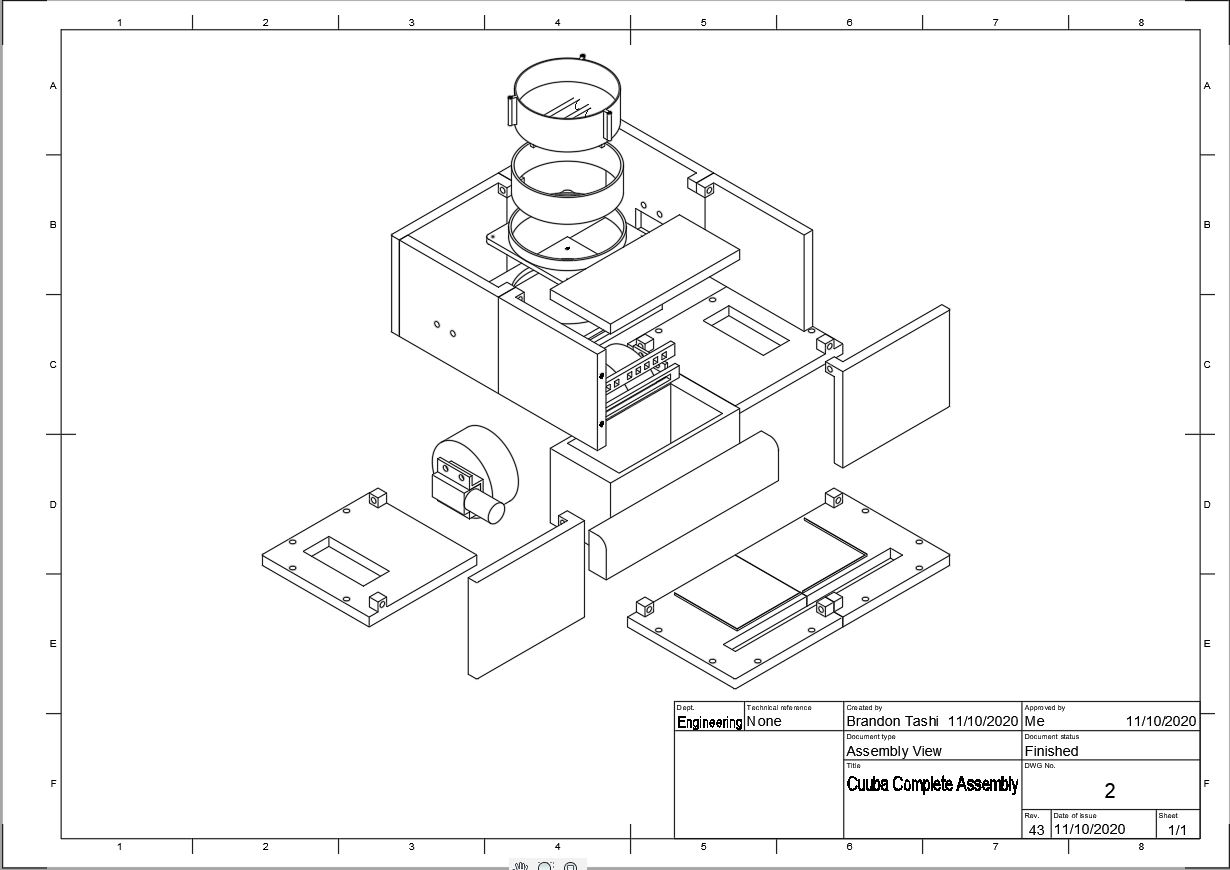 1 2 3 4 5 6 7 8
A A
B B
C C
D D
E E
F F
Dept. Technical reference Created by Approved by
Engineering None Brandon Tashi 11/10/2020 Me 11/10/2020
Document type Document status
Assembly View Finished
Title DWG No.
Cuuba Complete Assembly 2
Rev. Date of issue Sheet
43 11/10/2020 1/1
1 2 3 4 5 6 7 8